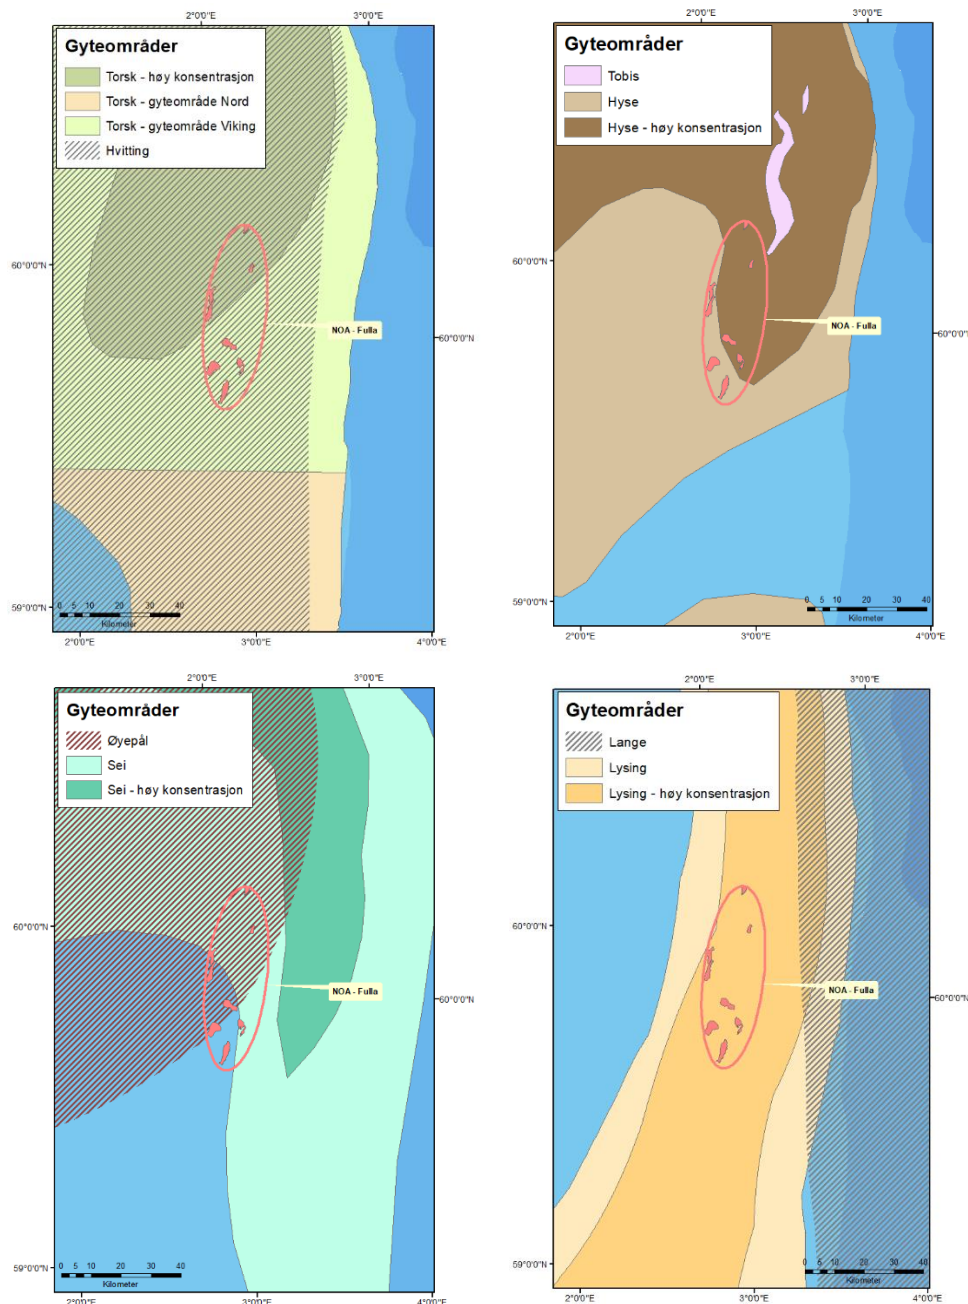 2°0'0"E
3°0'0"E
Gyteområder
Torsk - høy konsentrasjon
Torsk - gyteområde Nord
Torsk - gyteområde Viking
Hvitting
60°0'0"N
NOA - Fulla
60°0'0"N
59°0'0"N
0 5 10 20 30 40
Kilometer
2°0'0"E
3°0'0"E
4°0'0"E
2°0'0"E
3°0'0"E
Gyteområder
Tobis
Hyse
Hyse - høy konsentrasjon
60°0'0"N
NOA - Fulla
60°0'0"N
59°0'0"N
0 5 10 20 30 40
Kilometer
2°0'0"E
3°0'0"E
4°0'0"E
2°0'0"E
3°0'0"E
Gyteområder
Øyepål
Sei
Sei - høy konsentrasjon
60°0'0"N
NOA - Fulla
60°0'0"N
59°0'0"N
0 5 10 20 30 40
Kilometer
2°0'0"E
3°0'0"E
4°0'0"E
2°0'0"E
3°0'0"E
Gyteområder
Lange
Lysing
Lysing - høy konsentrasjon
60°0'0"N
NOA - Fulla
60°0'0"N
59°0'0"N
0 5 10 20 30 40
Kilometer
2°0'0"E
3°0'0"E
4°0'0"E